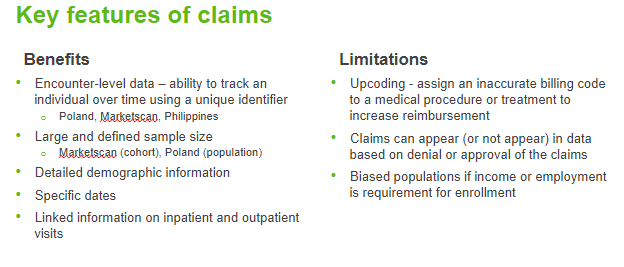 Key features of claims
Benefits
• Encounter-level data – ability to track an
individual over time using a unique identifier
o Poland, Marketscan, Philippines
• Large and defined sample size
o Marketscan (cohort), Poland (population)
• Detailed demographic information
• Specific dates
• Linked information on inpatient and outpatient
visits
Limitations
• Upcoding - assign an inaccurate billing code
to a medical procedure or treatment to
increase reimbursement
• Claims can appear (or not appear) in data
based on denial or approval of the claims
• Biased populations if income or employment
is requirement for enrollment